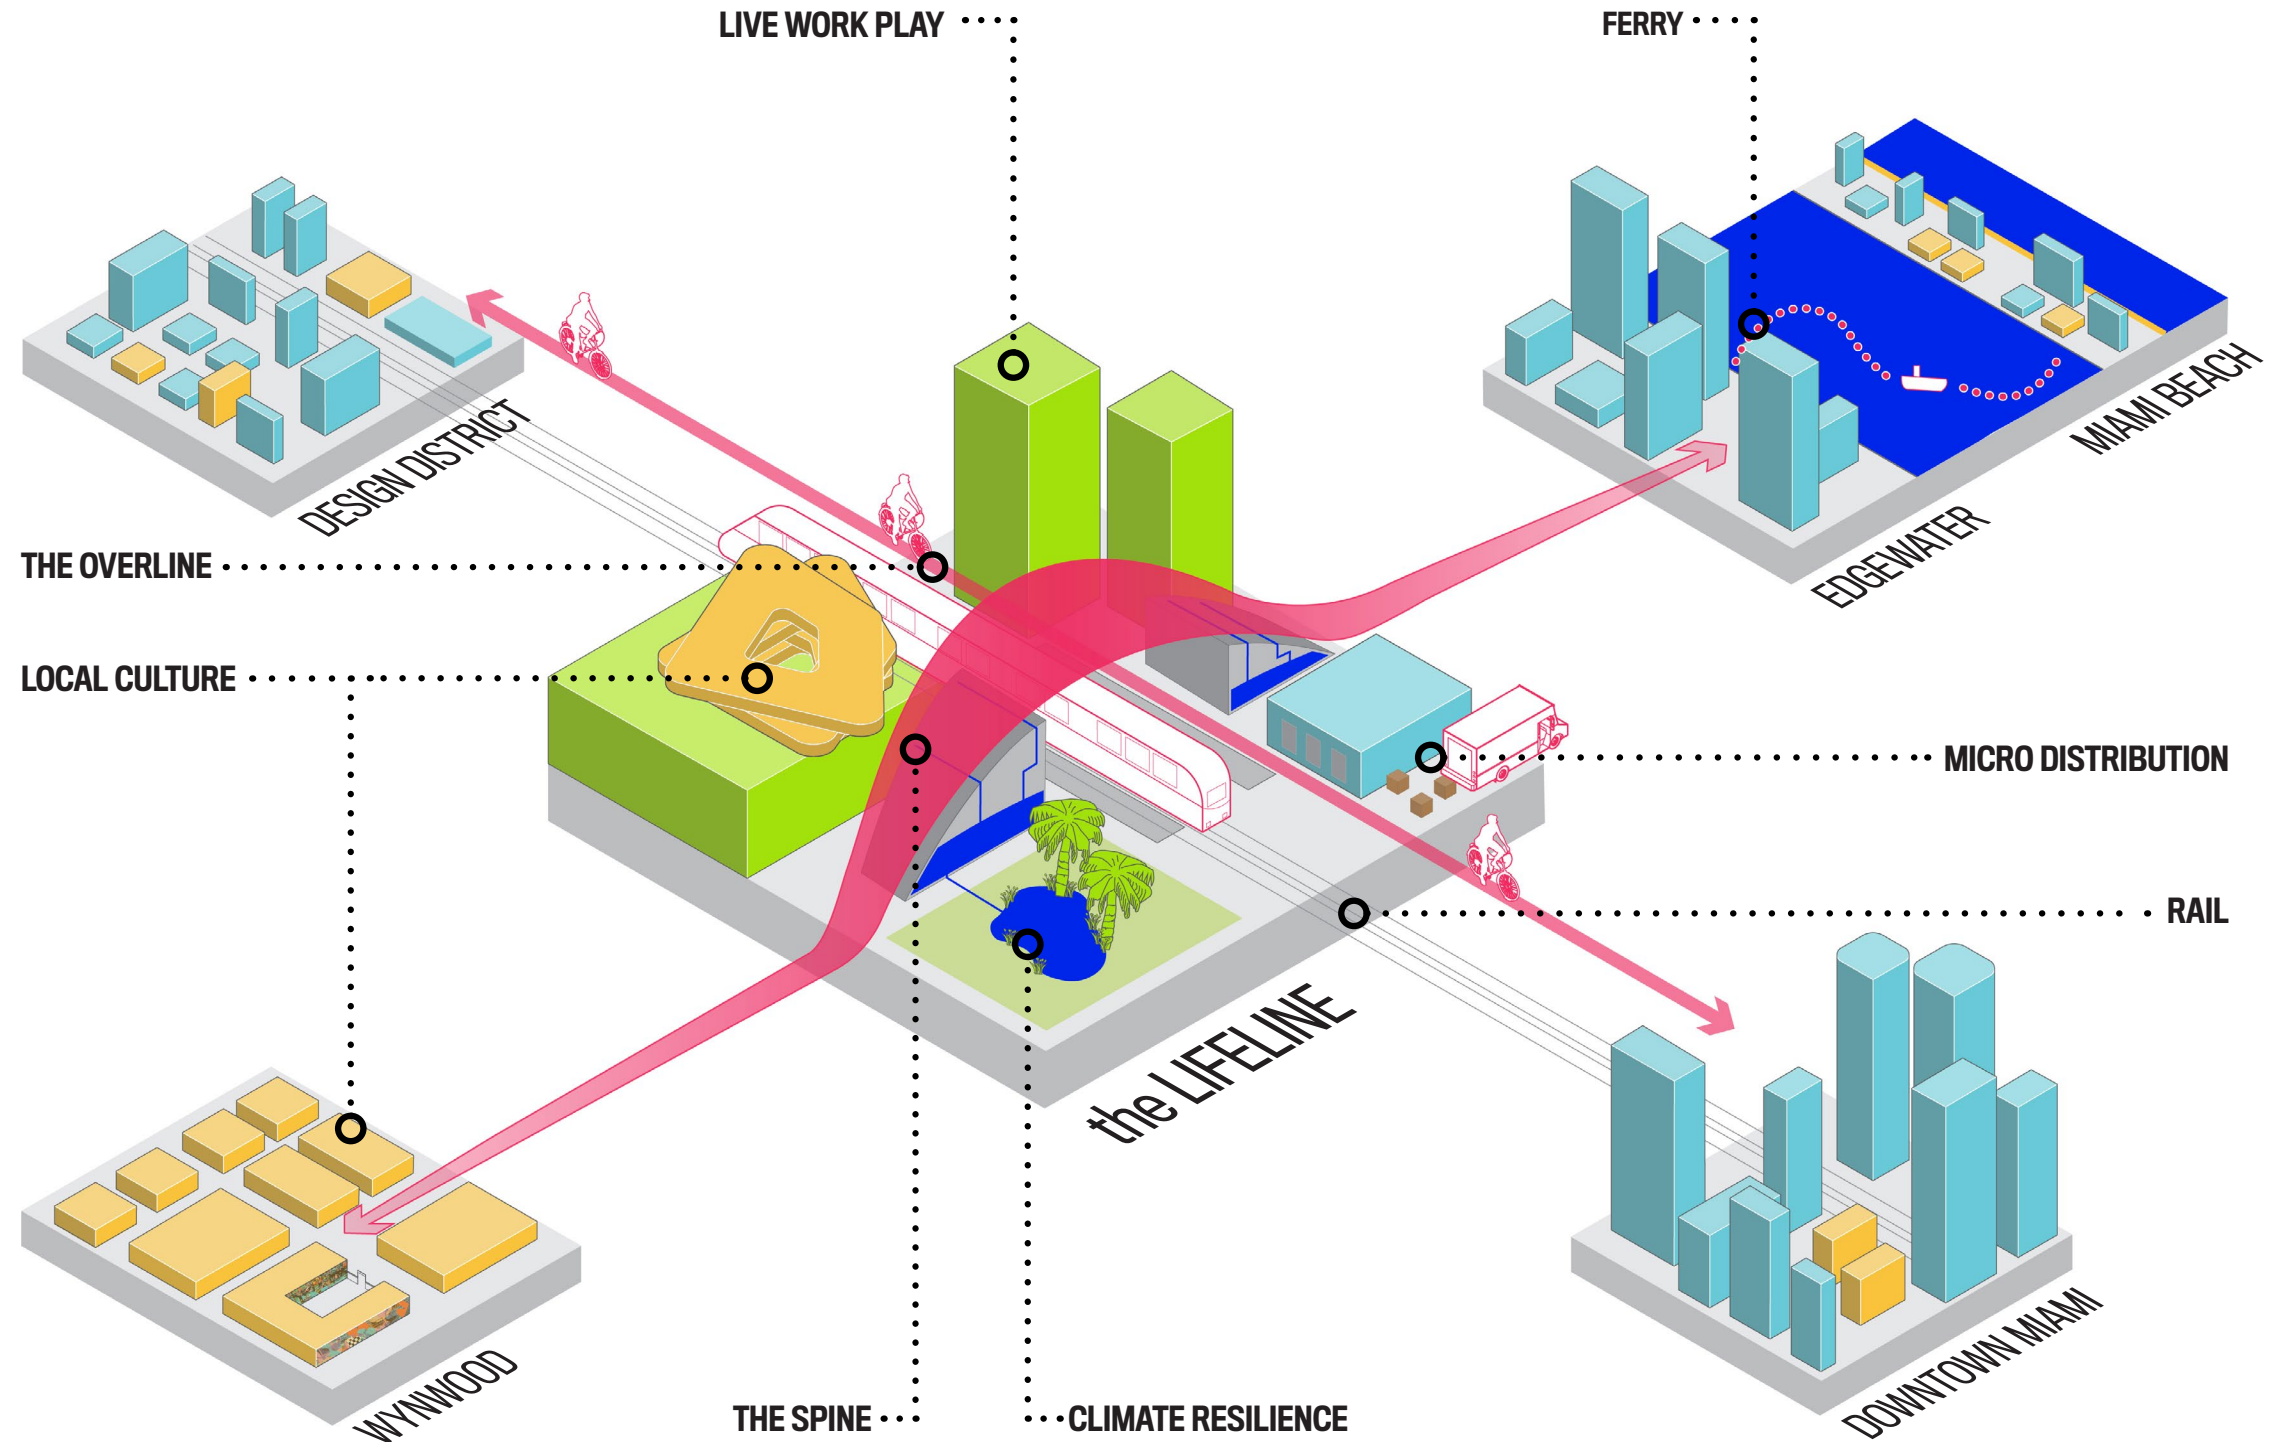 LIVE WORK PLAY
FERRY
MIAMI BEACH
DESIGN DISTRICT
EDGEWATER
THE OVERLINE
LOCAL CULTURE
MICRO DISTRIBUTION
RAIL
the LIFELINE
WYNWOOD
DOWNTOWN MIAMI
THE SPINE
CLIMATE RESILIENCE